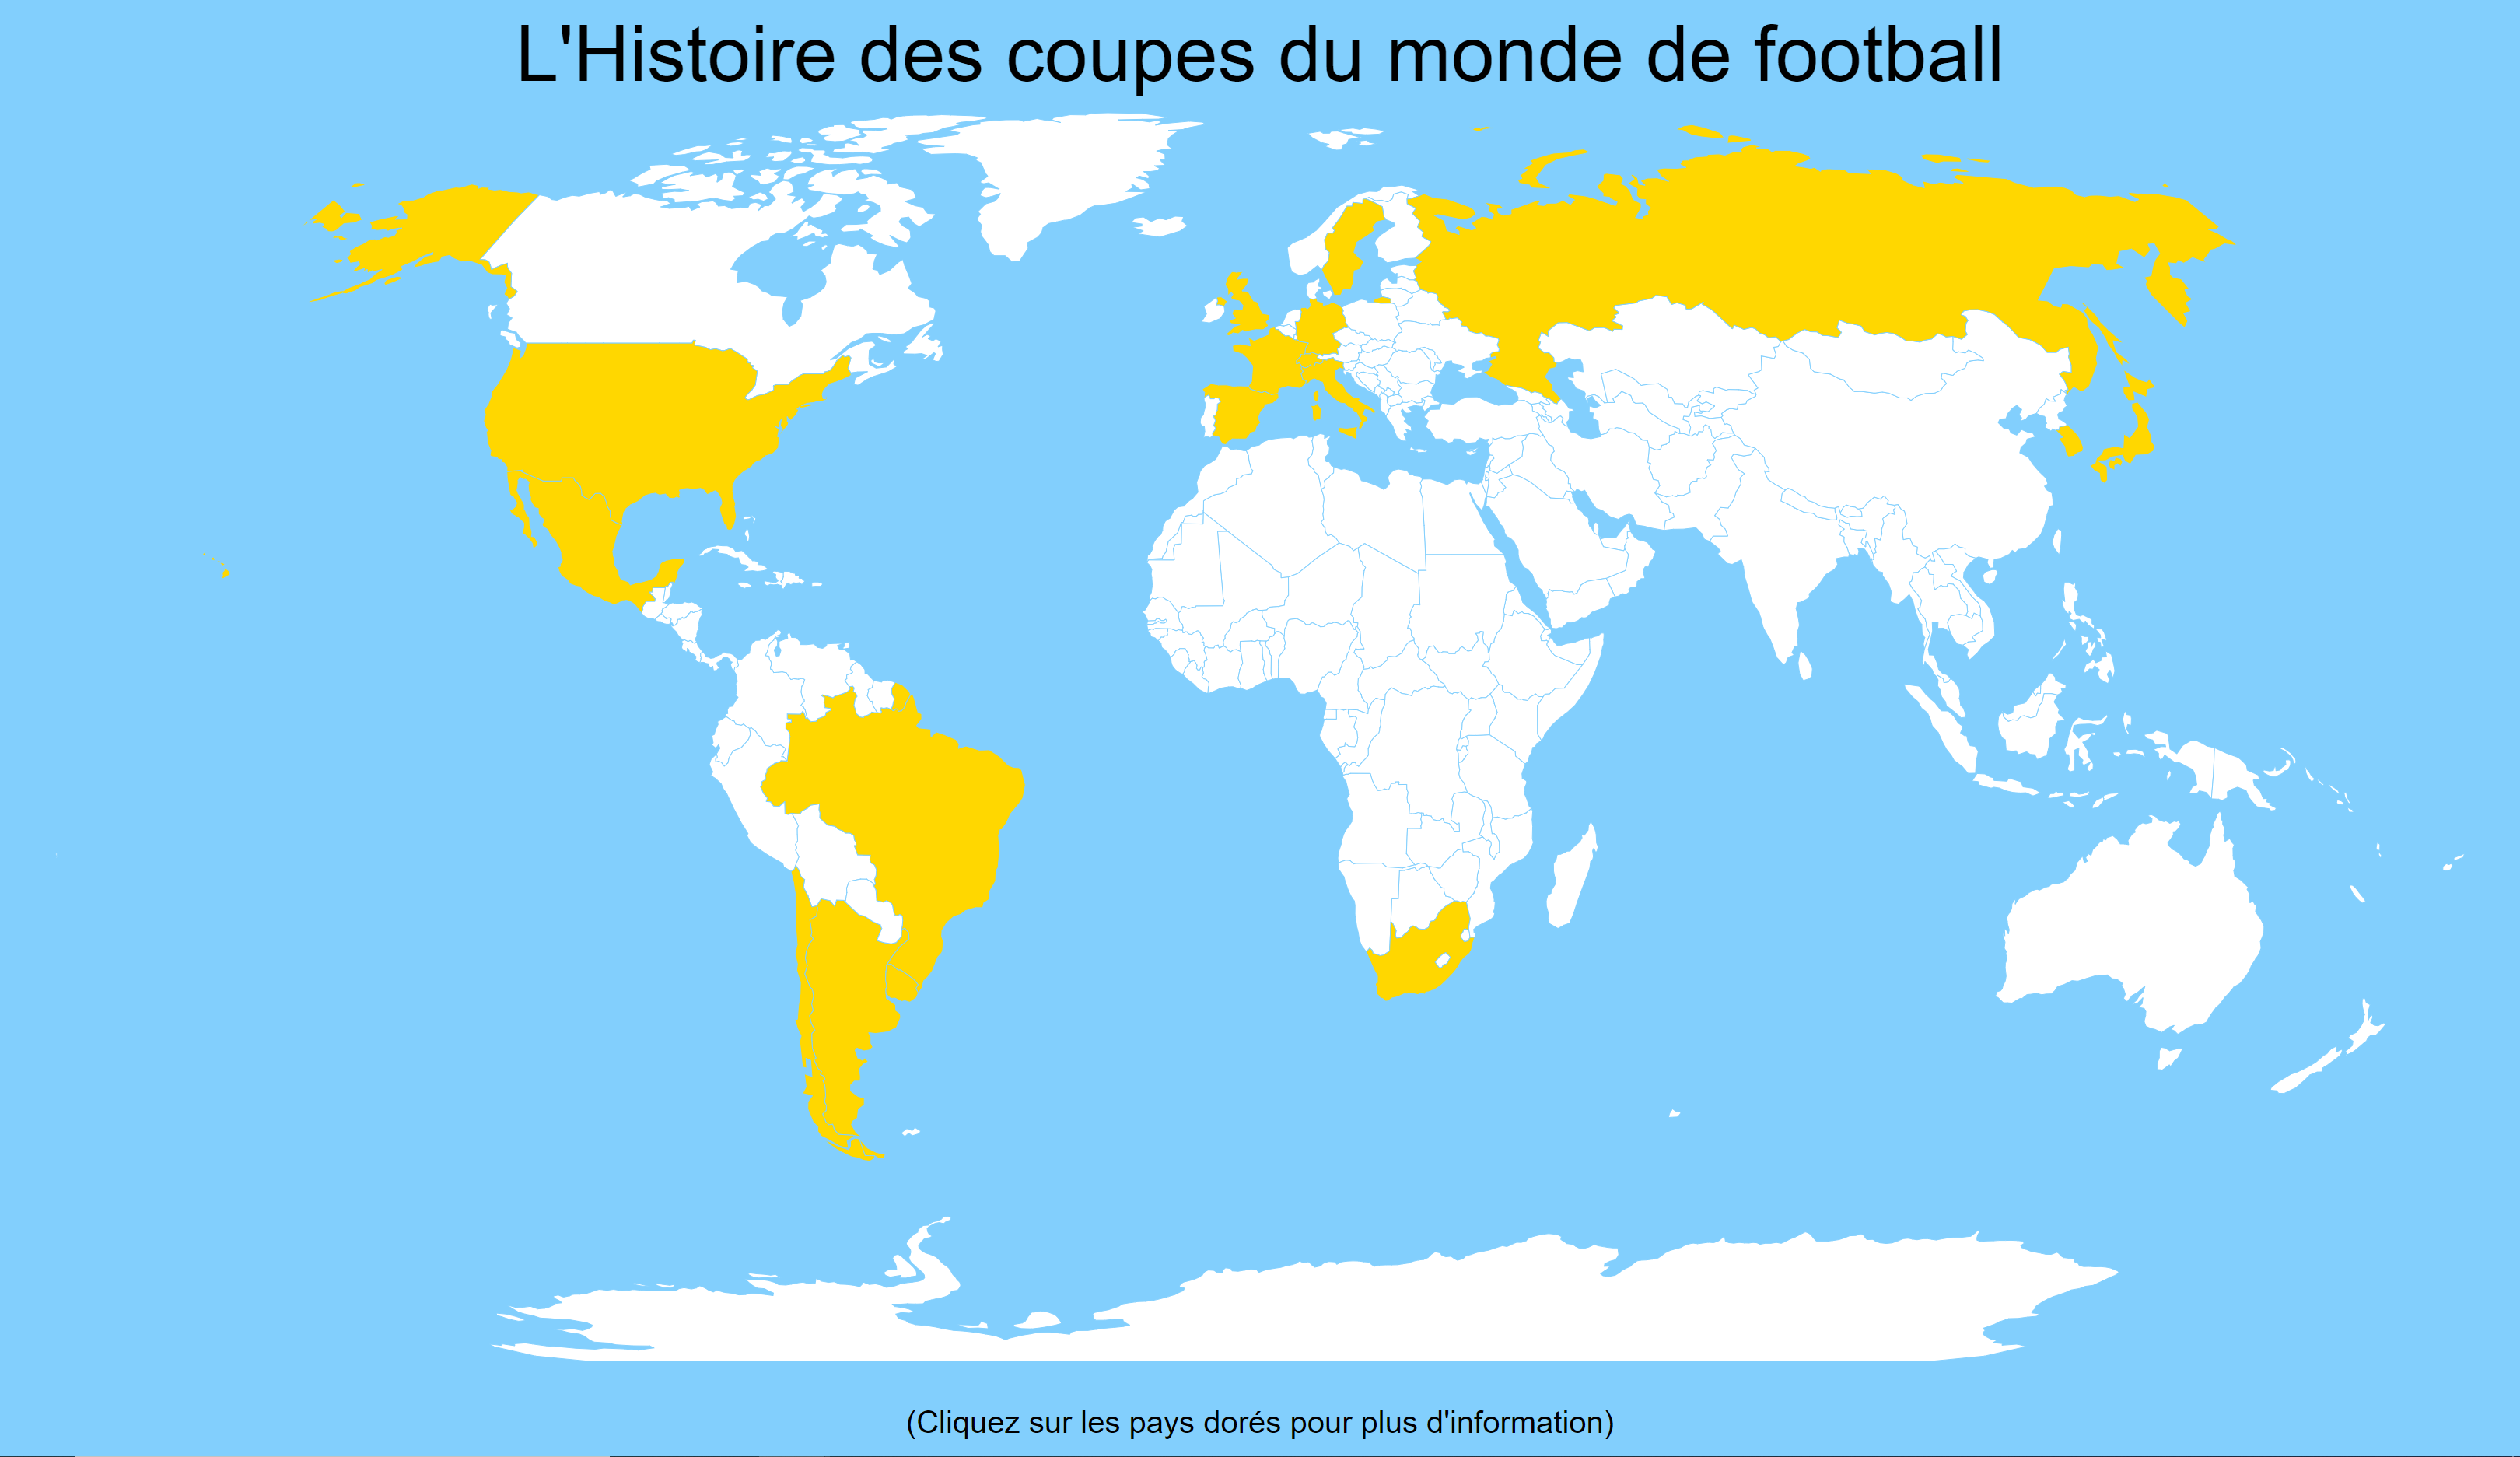 L'Histoire des coupes du monde de football
(Cliquez sur les pays dorés pour plus d'information)